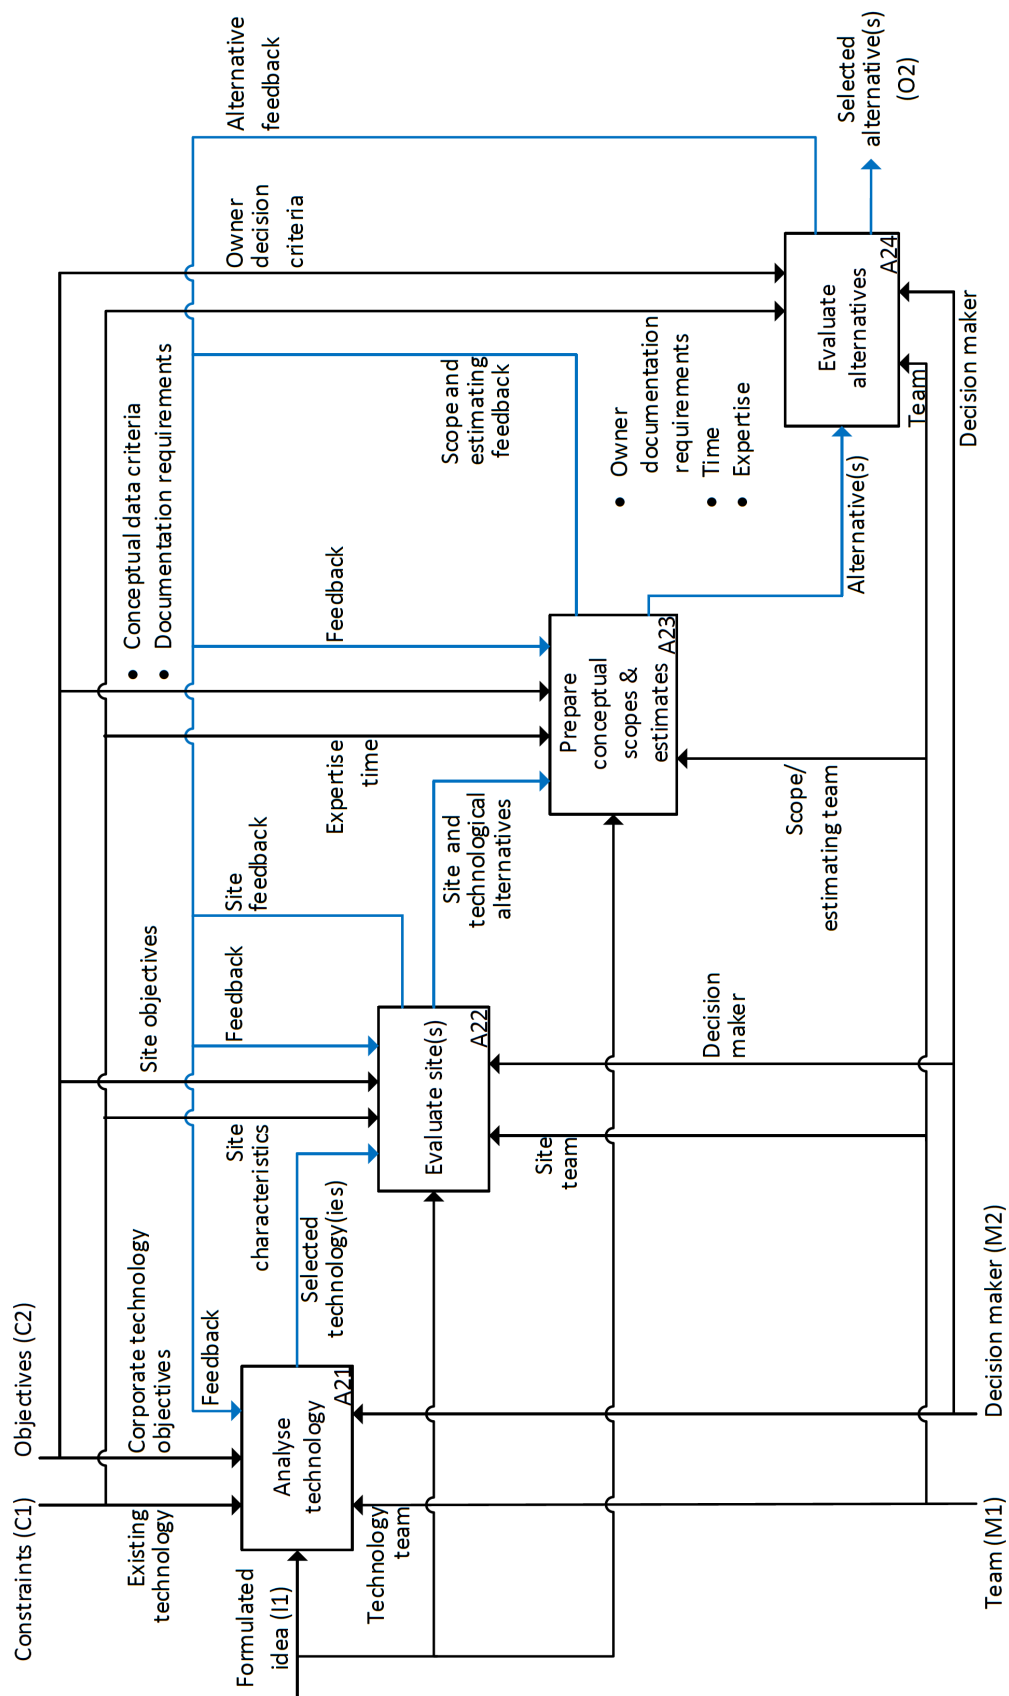 Constraints (C1)
Objectives (C2)
Existing
technology
Corporate technology
objectives
Feedback
Formulated
idea (I1)
Analyse
technology
A21
Technology
team
Selected
technology(ies)
Site
characteristics
Site objectives
Feedback
Site
feedback
Evaluate site(s)
A22
Site
team
Decision
maker
Site and
technological
alternatives
Expertise
time
Feedback
• Conceptual data criteria
• Documentation requirements
Prepare
conceptual
scopes &
estimates
A23
Scope/
estimating team
Scope and
estimating
feedback
• Owner
documentation
requirements
• Time
• Expertise
Owner
decision
criteria
Alternative
feedback
Alternative(s)
Evaluate
alternatives
A24
Team
Decision maker
Selected
alternative(s)
(O2)
Team (M1)
Decision maker (M2)